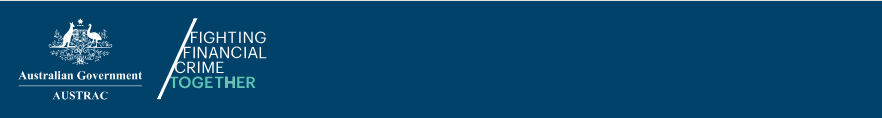 Australian Government
AUSTRAC
FIGHTING
FINANCIAL
CRIME
TOGETHER